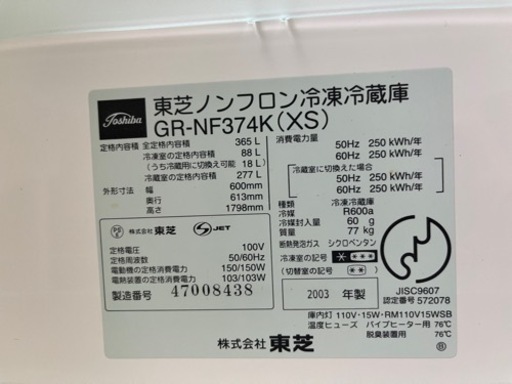 Toshiba
東芝ノンフロン冷凍冷蔵庫
GR-NF374K(XS)
定格内容積 全定格内容積 365 L
冷凍室の内容積 88 L
(うち冷蔵用に切換え可能 18 L)
冷蔵室の内容積 277 L
外形寸法 幅 600mm
奥行 613mm
高さ 1798mm
PS E 株式会社 東芝 S JET
定格電圧 100V
定格周波数 50/60Hz
電動機の定格消費電力 150/150W
電熱装置の定格消費電力 103/103W
製造番号 47008438
消費電力量
50Hz 250 kWh/年
60Hz 250 kWh/年
冷蔵室に切換えた場合
50Hz 250 kWh/年
60Hz 250 kWh/年
種類 冷凍冷蔵庫
冷媒 R600a
冷媒封入量 60 g
質量 77 kg
断熱発泡ガス シクロペンタン
冷凍室の記号 ****
(切替室の記号 **)
2003 年製
JISC9607
認定番号 572078
庫内灯 110V・15W・RM110V15WSB
温度ヒューズ パイプヒーター用 76℃
脱臭装置用 76℃
株式会社 東芝